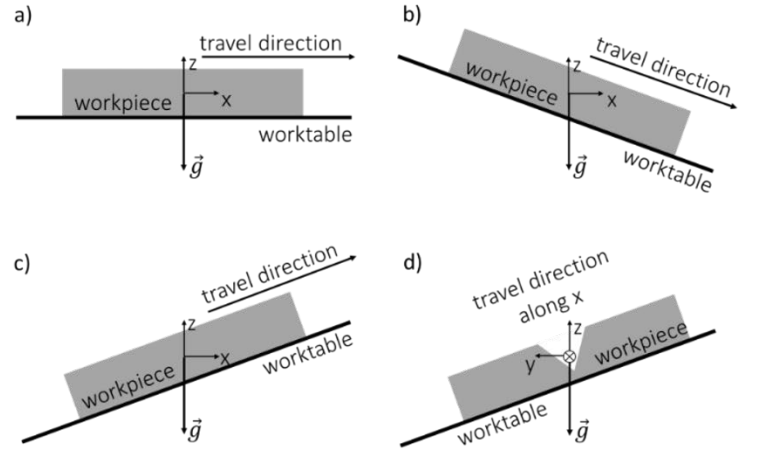 a)
travel direction
z
workpiece
x
worktable
g⃗
b)
travel direction
z
workpiece
x
g⃗
worktable
c)
travel direction
z
x
workpiece
worktable
g⃗
d)
travel direction
along x
z
workpiece
y
worktable
g⃗